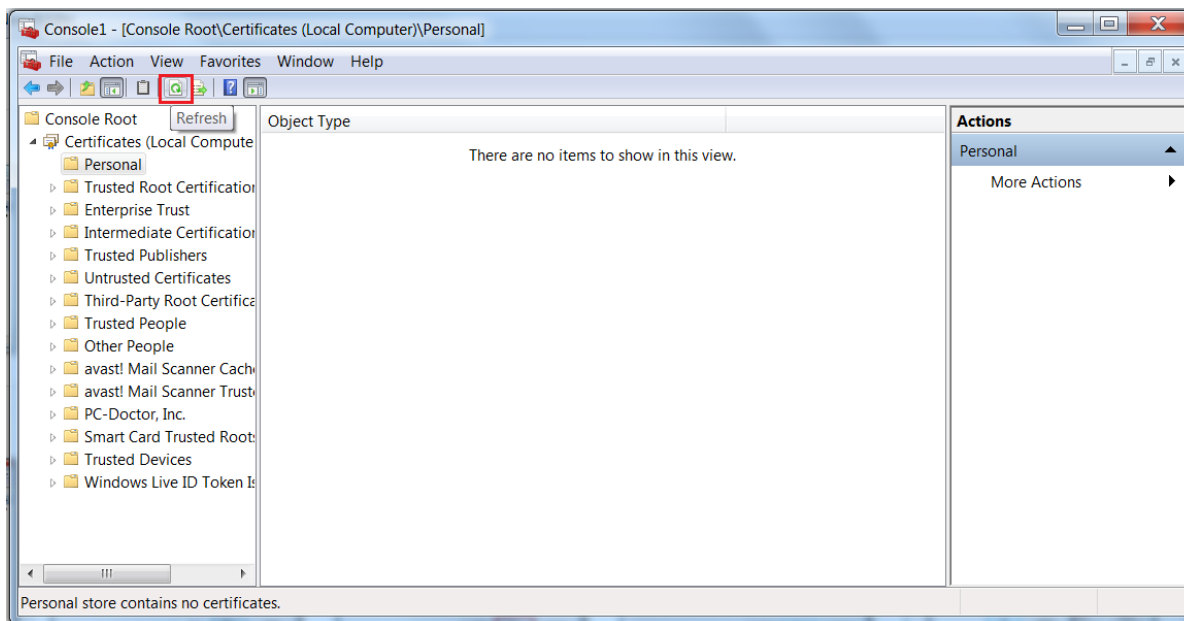 Console1 - [Console Root\Certificates (Local Computer)\Personal]
File Action View Favorites Window Help
Refresh
Console Root
Certificates (Local Compute
Personal
Trusted Root Certification
Enterprise Trust
Intermediate Certification
Trusted Publishers
Untrusted Certificates
Third-Party Root Certifica
Trusted People
Other People
avast! Mail Scanner Cach
avast! Mail Scanner Trust
PC-Doctor, Inc.
Smart Card Trusted Roots
Trusted Devices
Windows Live ID Token Is
Object Type
There are no items to show in this view.
Actions
Personal
More Actions
Personal store contains no certificates.